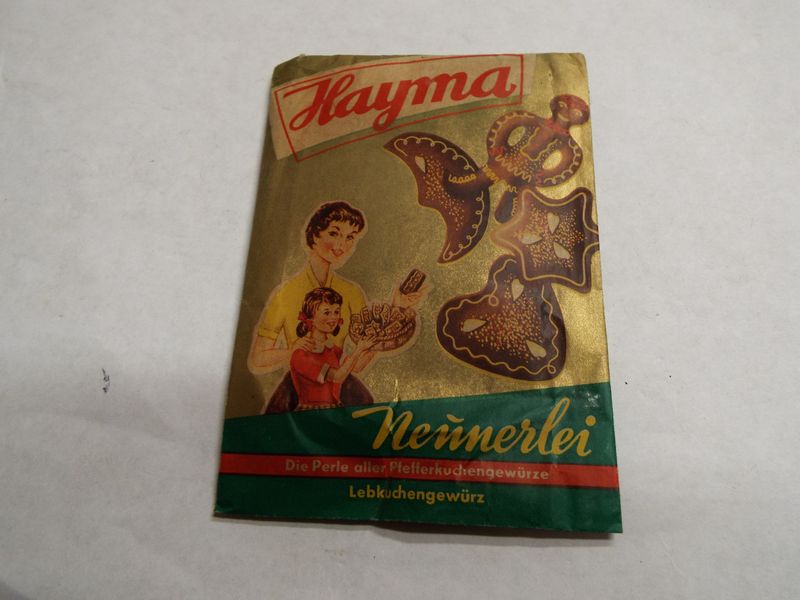 Hayma
Neunerlei
Die Perle aller Pfefferkuchengewürze
Lebkuchengewürz